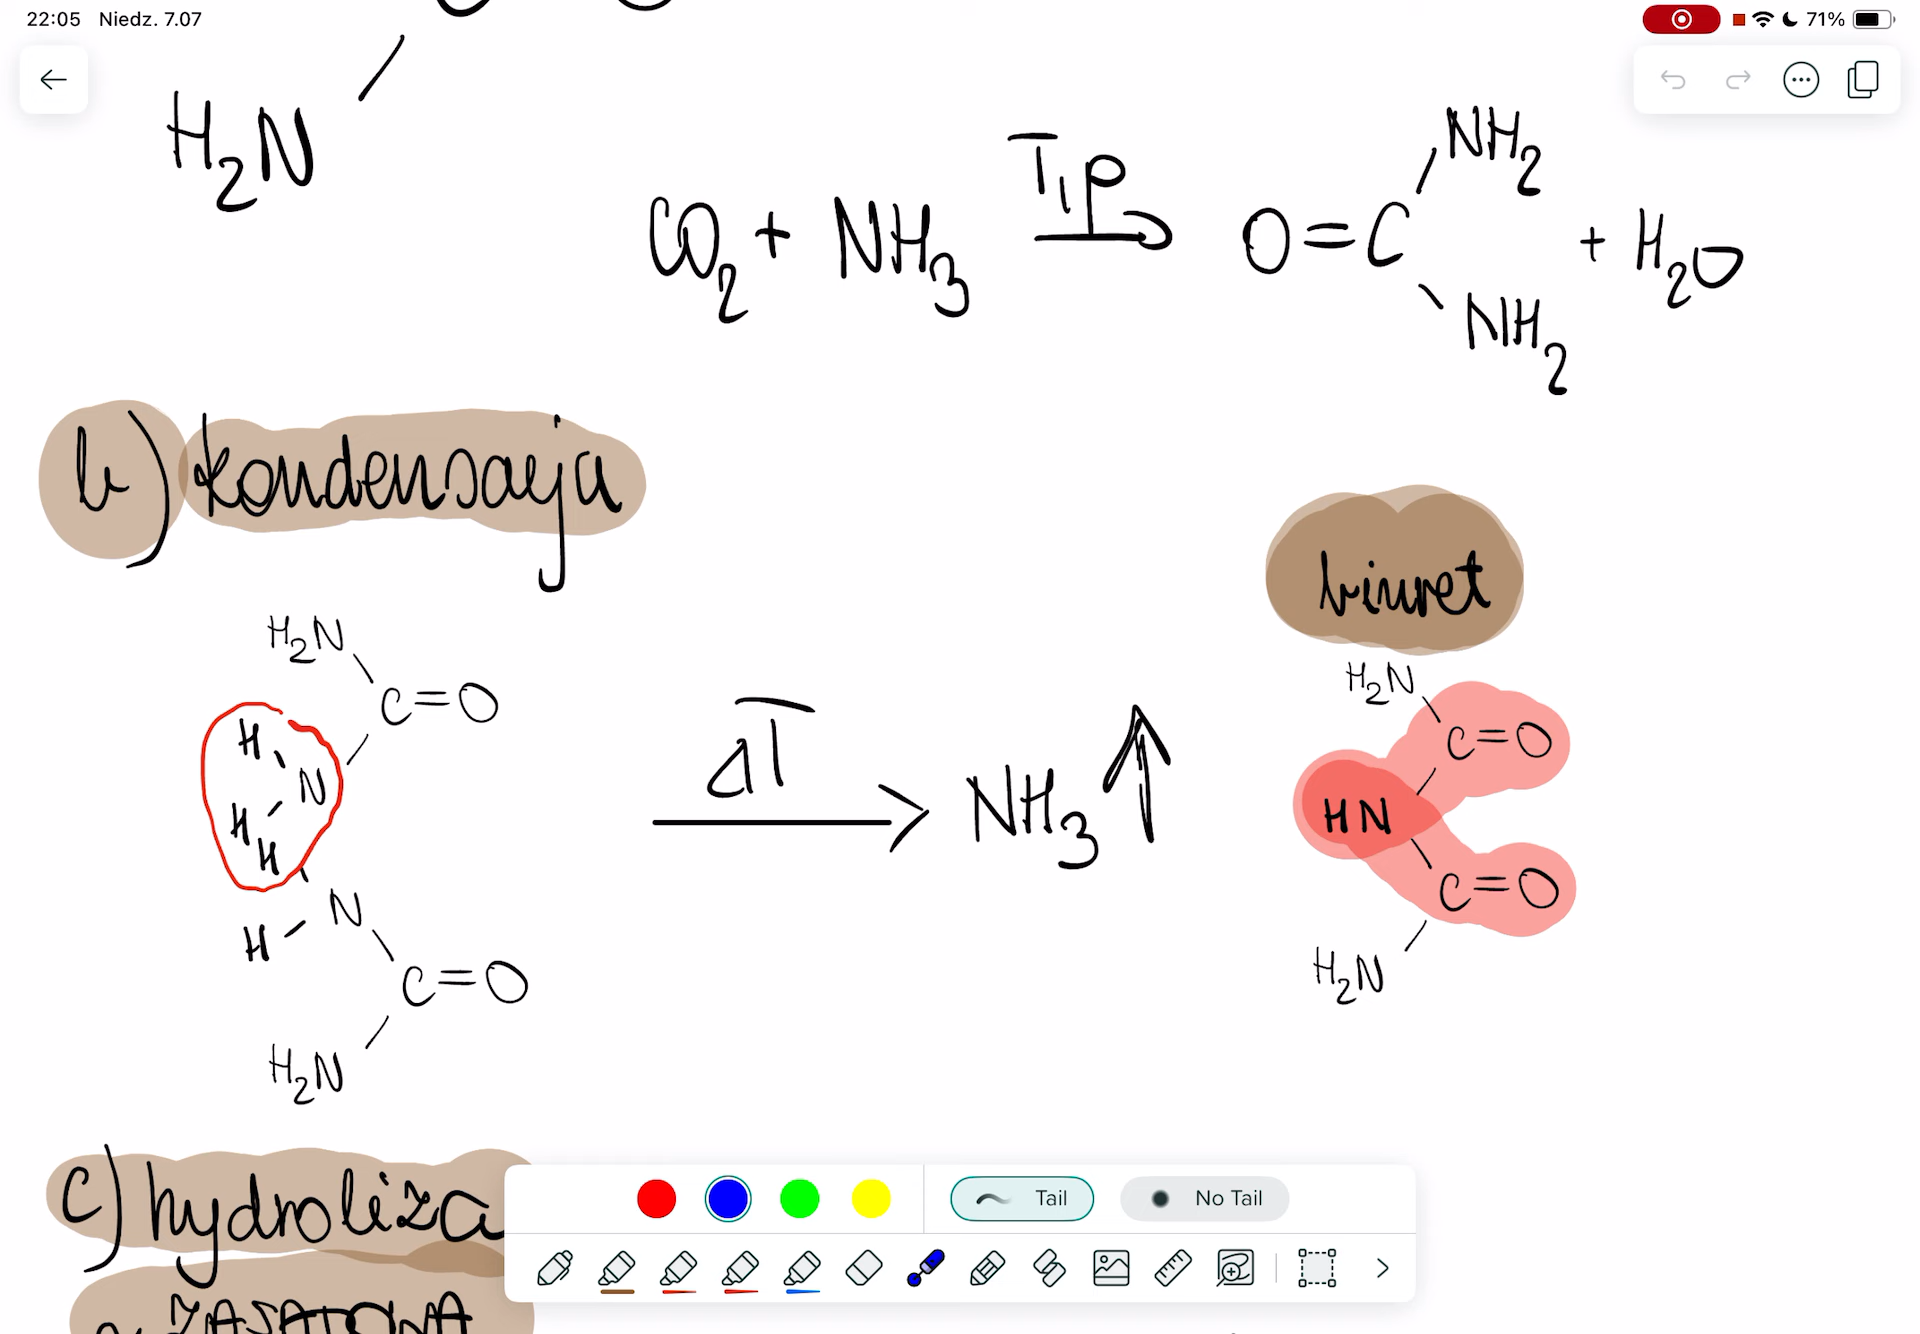 22:05 Niedz. 7.07
71%
H₂N
CO₂ + NH₃ T,p → O=C NH₂ NH₂ + H₂O
b) kondensacja
biuret
H₂N
C=O
H
N
H
H
N
H
C=O
H₂N
ΔT → NH₃↑
H₂N
C=O
HN
C=O
H₂N
c) hydroliza
Tail
No Tail